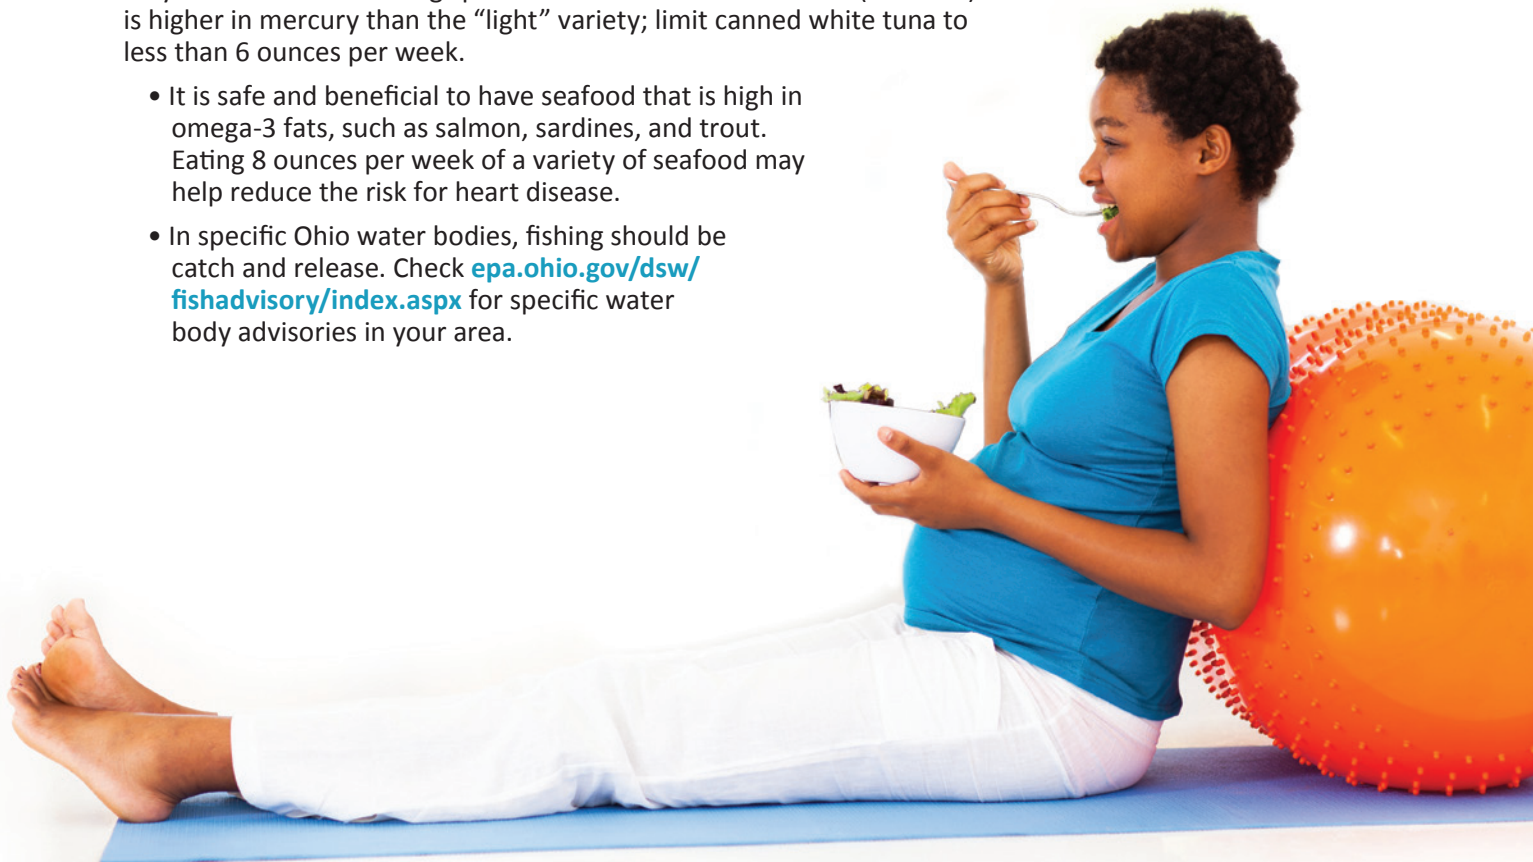 is higher in mercury than the “light” variety; limit canned white tuna to
less than 6 ounces per week.
• It is safe and beneficial to have seafood that is high in
omega-3 fats, such as salmon, sardines, and trout.
Eating 8 ounces per week of a variety of seafood may
help reduce the risk for heart disease.
• In specific Ohio water bodies, fishing should be
catch and release. Check epa.ohio.gov/dsw/
fishadvisory/index.aspx for specific water
body advisories in your area.